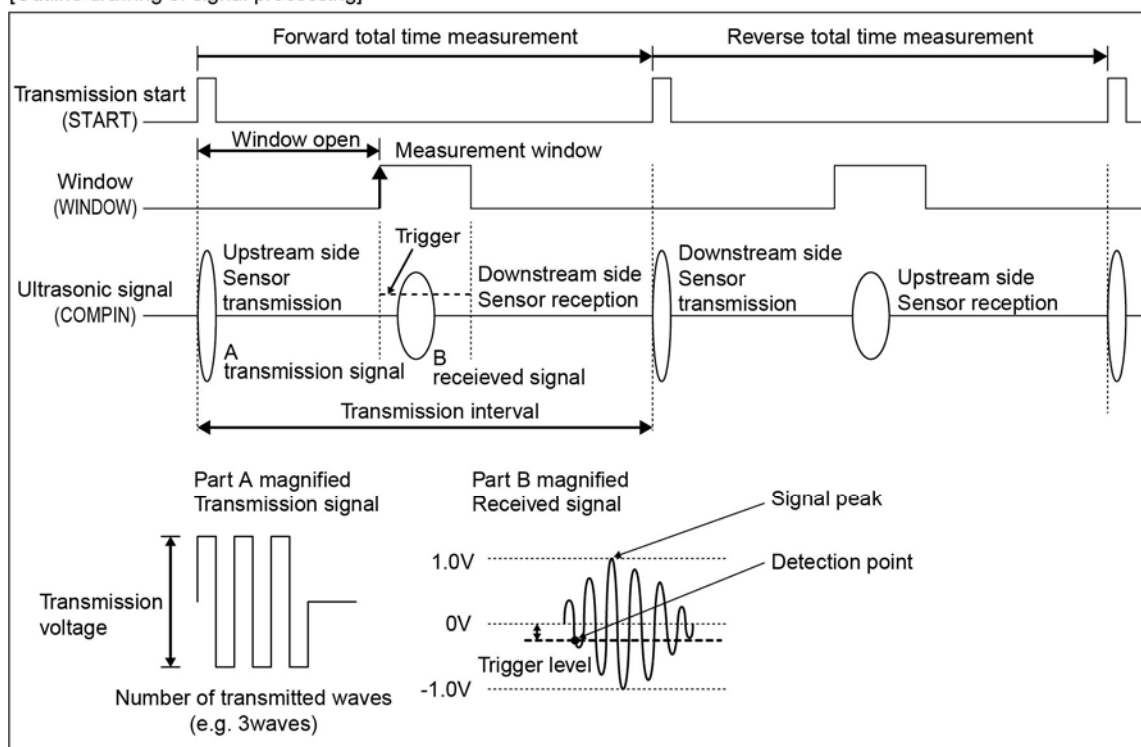 [Outline drawing of signal processing]
Forward total time measurement
Reverse total time measurement
Transmission start
(START)
Window open
Measurement window
Window
(WINDOW)
Trigger
Upstream side
Sensor
transmission
Downstream side
Sensor reception
Downstream side
Sensor
transmission
Upstream side
Sensor reception
Ultrasonic signal
(COMPIN)
A
transmission signal
B
receieved signal
Transmission interval
Part A magnified
Transmission signal
Part B magnified
Received signal
Signal peak
1.0V
Detection point
Transmission
voltage
0V
Trigger level
-1.0V
Number of transmitted waves
(e.g. 3waves)